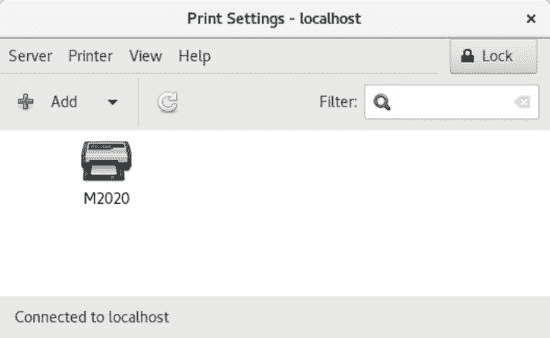 Print Settings - localhost
Server Printer View Help Lock
Add Filter:
M2020
Connected to localhost